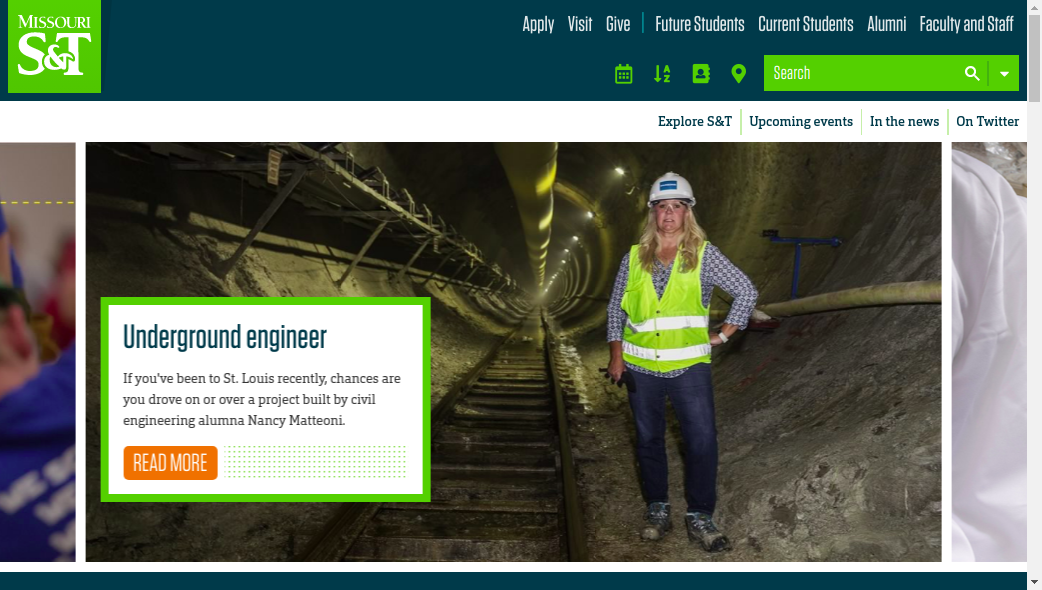 MISSOURI
S&T
Apply Visit Give Future Students Current Students Alumni Faculty and Staff
Search
Explore S&T Upcoming events In the news On Twitter
Underground engineer
If you've been to St. Louis recently, chances are
you drove on or over a project built by civil
engineering alumna Nancy Matteoni.
READ MORE